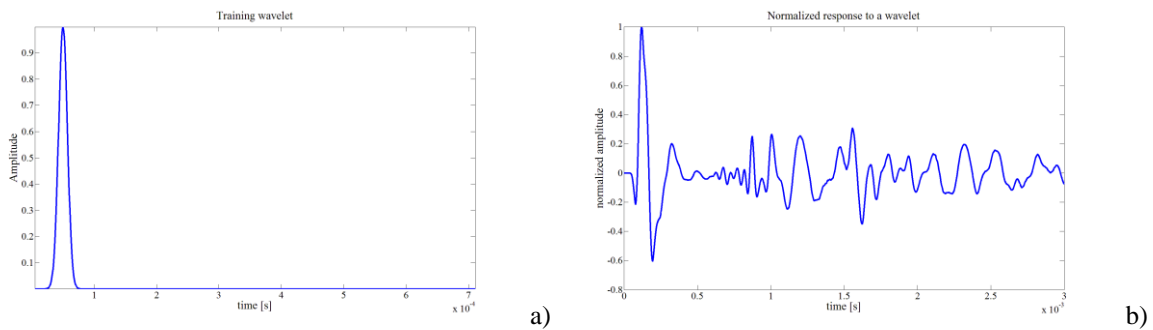 Training wavelet
Amplitude
0.9
0.8
0.7
0.6
0.5
0.4
0.3
0.2
0.1
1 2 3 4 5 6 7
time [s]
x 10⁻⁴
a)
Normalized response to a wavelet
normalized amplitude
1
0.8
0.6
0.4
0.2
0
-0.2
-0.4
-0.6
-0.8
0 0.5 1 1.5 2 2.5 3
time [s]
x 10⁻³
b)